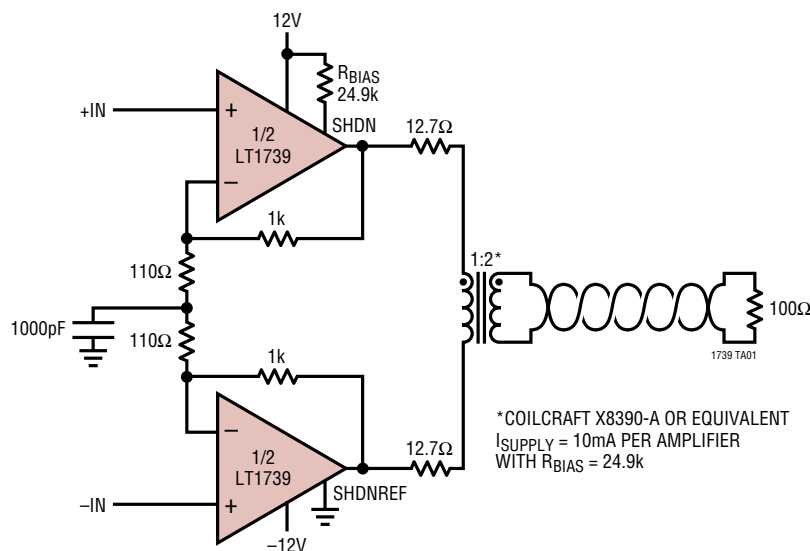 12V
R_BIAS
24.9k
SHDN
+IN
+
1/2
LT1739
–
12.7Ω
1k
110Ω
1:2*
1000pF
110Ω
100Ω
1k
1739 TA01
*COILCRAFT X8390-A OR EQUIVALENT
I_SUPPLY = 10mA PER AMPLIFIER
WITH R_BIAS = 24.9k
–
1/2
LT1739
+
12.7Ω
SHDNREF
–IN
–12V